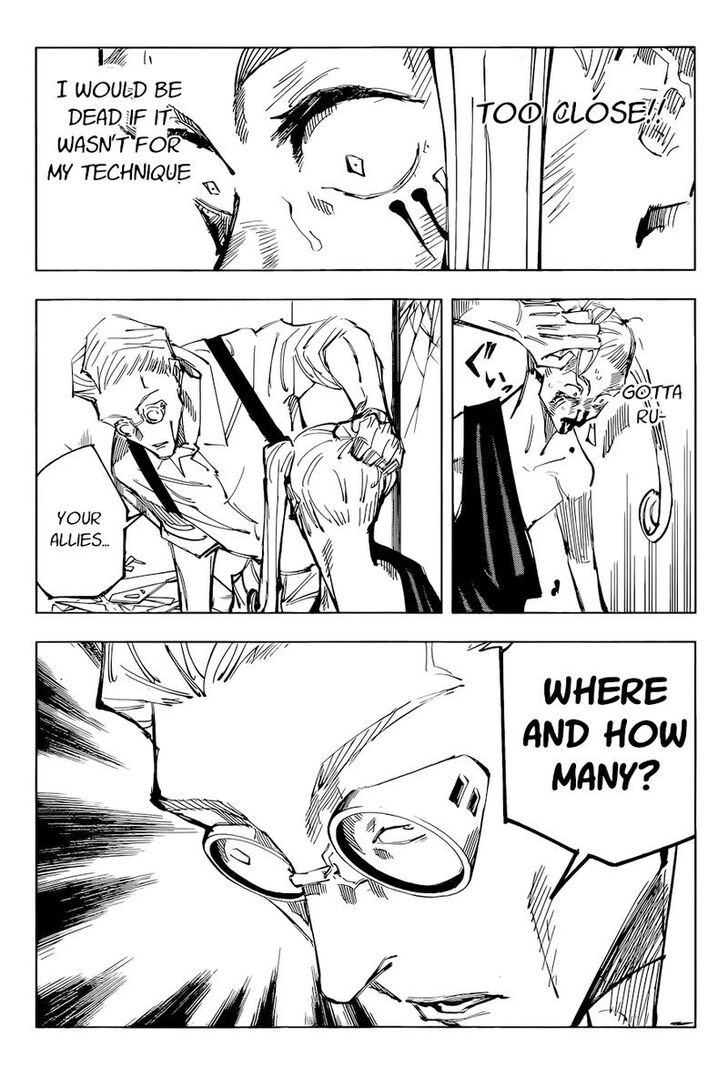 I WOULD BE
DEAD IF IT
WASN'T FOR
MY TECHNIQUE
TOO CLOSE!!
YOUR
ALLIES...
GOTTA
RU-
WHERE
AND HOW
MANY?